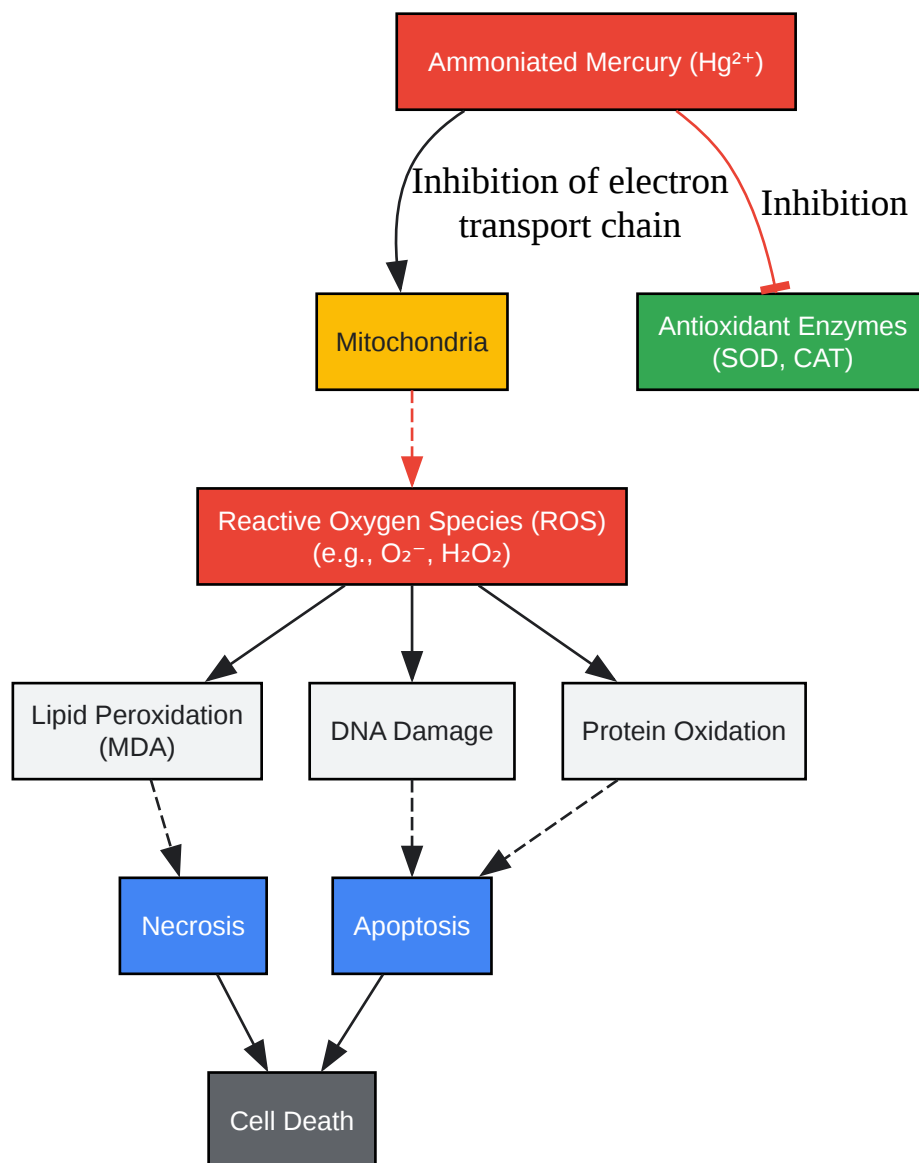 Ammoniated Mercury (Hg²⁺)
Inhibition of electron
transport chain
Inhibition
Mitochondria
Antioxidant Enzymes
(SOD, CAT)
Reactive Oxygen Species (ROS)
(e.g., O₂⁻, H₂O₂)
Lipid Peroxidation
(MDA)
DNA Damage
Protein Oxidation
Necrosis
Apoptosis
Cell Death